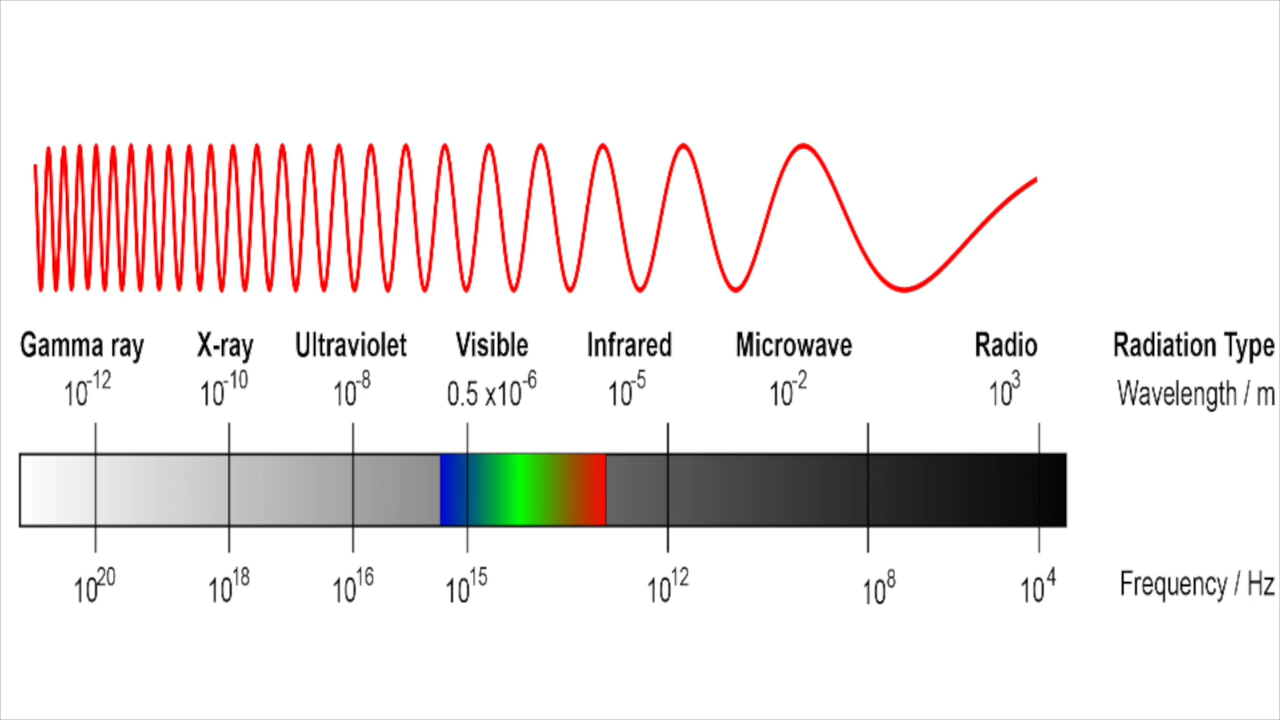 Gamma ray X-ray Ultraviolet Visible Infrared Microwave Radio Radiation Type
10⁻¹² 10⁻¹⁰ 10⁻⁸ 0.5 x10⁻⁶ 10⁻⁵ 10⁻² 10³ Wavelength / m
10²⁰ 10¹⁸ 10¹⁶ 10¹⁵ 10¹² 10⁸ 10⁴ Frequency / Hz